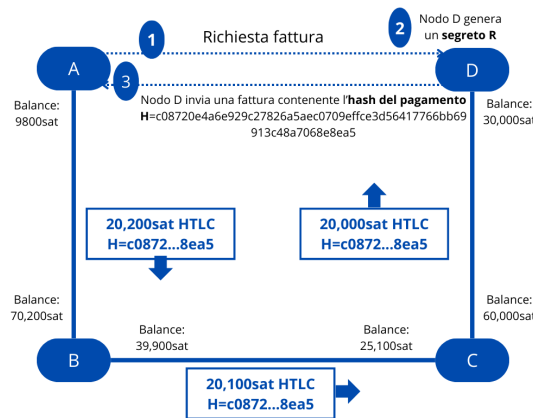 1
Richiesta fattura
2
Nodo D genera
un segreto R
A
D
3
Nodo D invia una fattura contenente l'hash del pagamento
H=c08720e4a6e929c27826a5aec0709effce3d56417766bb69
913c48a7068e8ea5
Balance:
9800sat
Balance:
30,000sat
20,200sat HTLC
H=c0872...8ea5
20,000sat HTLC
H=c0872...8ea5
Balance:
70,200sat
Balance:
39,900sat
Balance:
25,100sat
Balance:
60,000sat
B
C
20,100sat HTLC
H=c0872...8ea5